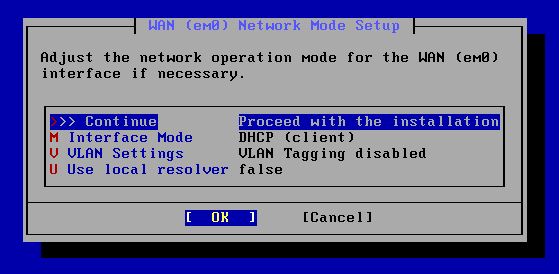 WAN (em0) Network Mode Setup
Adjust the network operation mode for the WAN (em0)
interface if necessary.
>>> Continue Proceed with the installation
M Interface Mode DHCP (client)
V VLAN Settings VLAN Tagging disabled
U Use local resolver false
[ OK ] [Cancel]